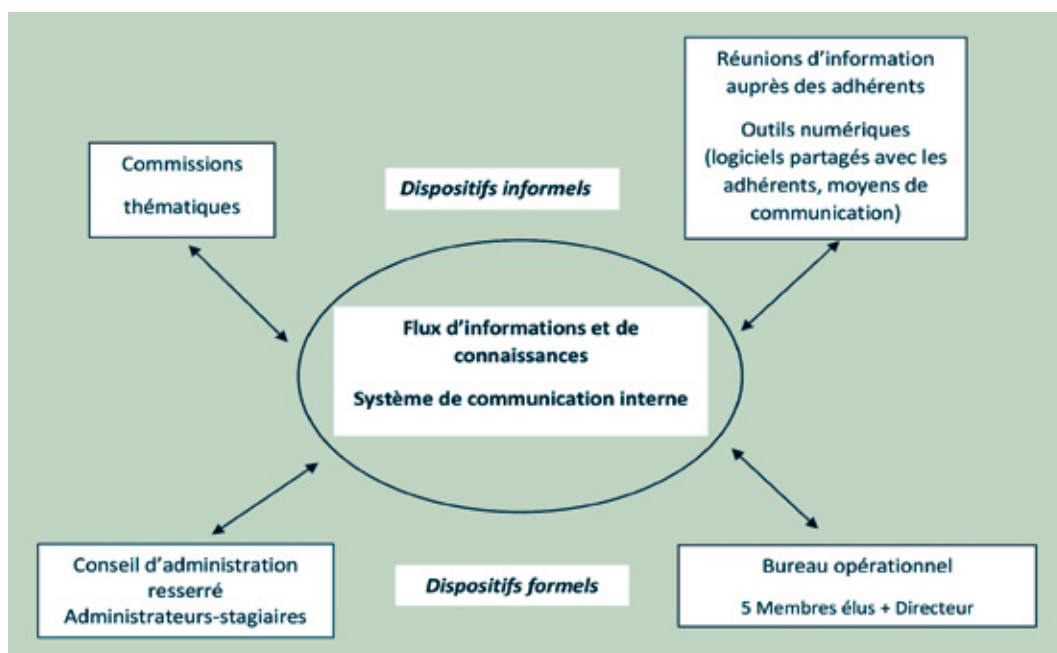 Réunions d’information
auprès des adhérents
Outils numériques
(logiciels partagés avec les
adhérents, moyens de
communication)
Commissions
thématiques
Dispositifs informels
Flux d’informations et de
connaissances
Système de communication interne
Conseil d’administration
resserré
Administrateurs-stagiaires
Dispositifs formels
Bureau opérationnel
5 Membres élus + Directeur